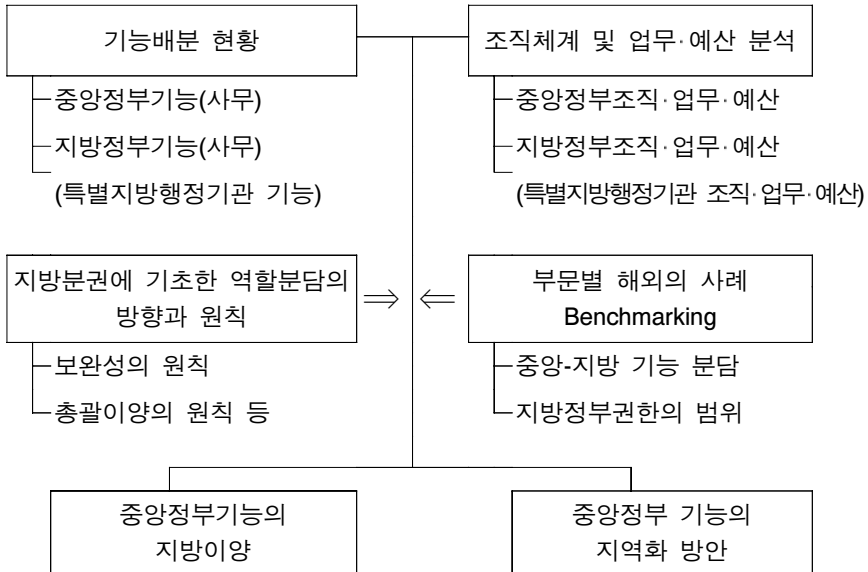 기능배분 현황
조직체계 및 업무·예산 분석
중앙정부기능(사무)
지방정부기능(사무)
(특별지방행정기관 기능)
중앙정부조직·업무·예산
지방정부조직·업무·예산
(특별지방행정기관 조직·업무·예산)
지방분권에 기초한 역할분담의
방향과 원칙
⇒ ⇐
부문별 해외의 사례
Benchmarking
보완성의 원칙
총괄이양의 원칙 등
중앙-지방 기능 분담
지방정부권한의 범위
중앙정부기능의
지방이양
중앙정부 기능의
지역화 방안